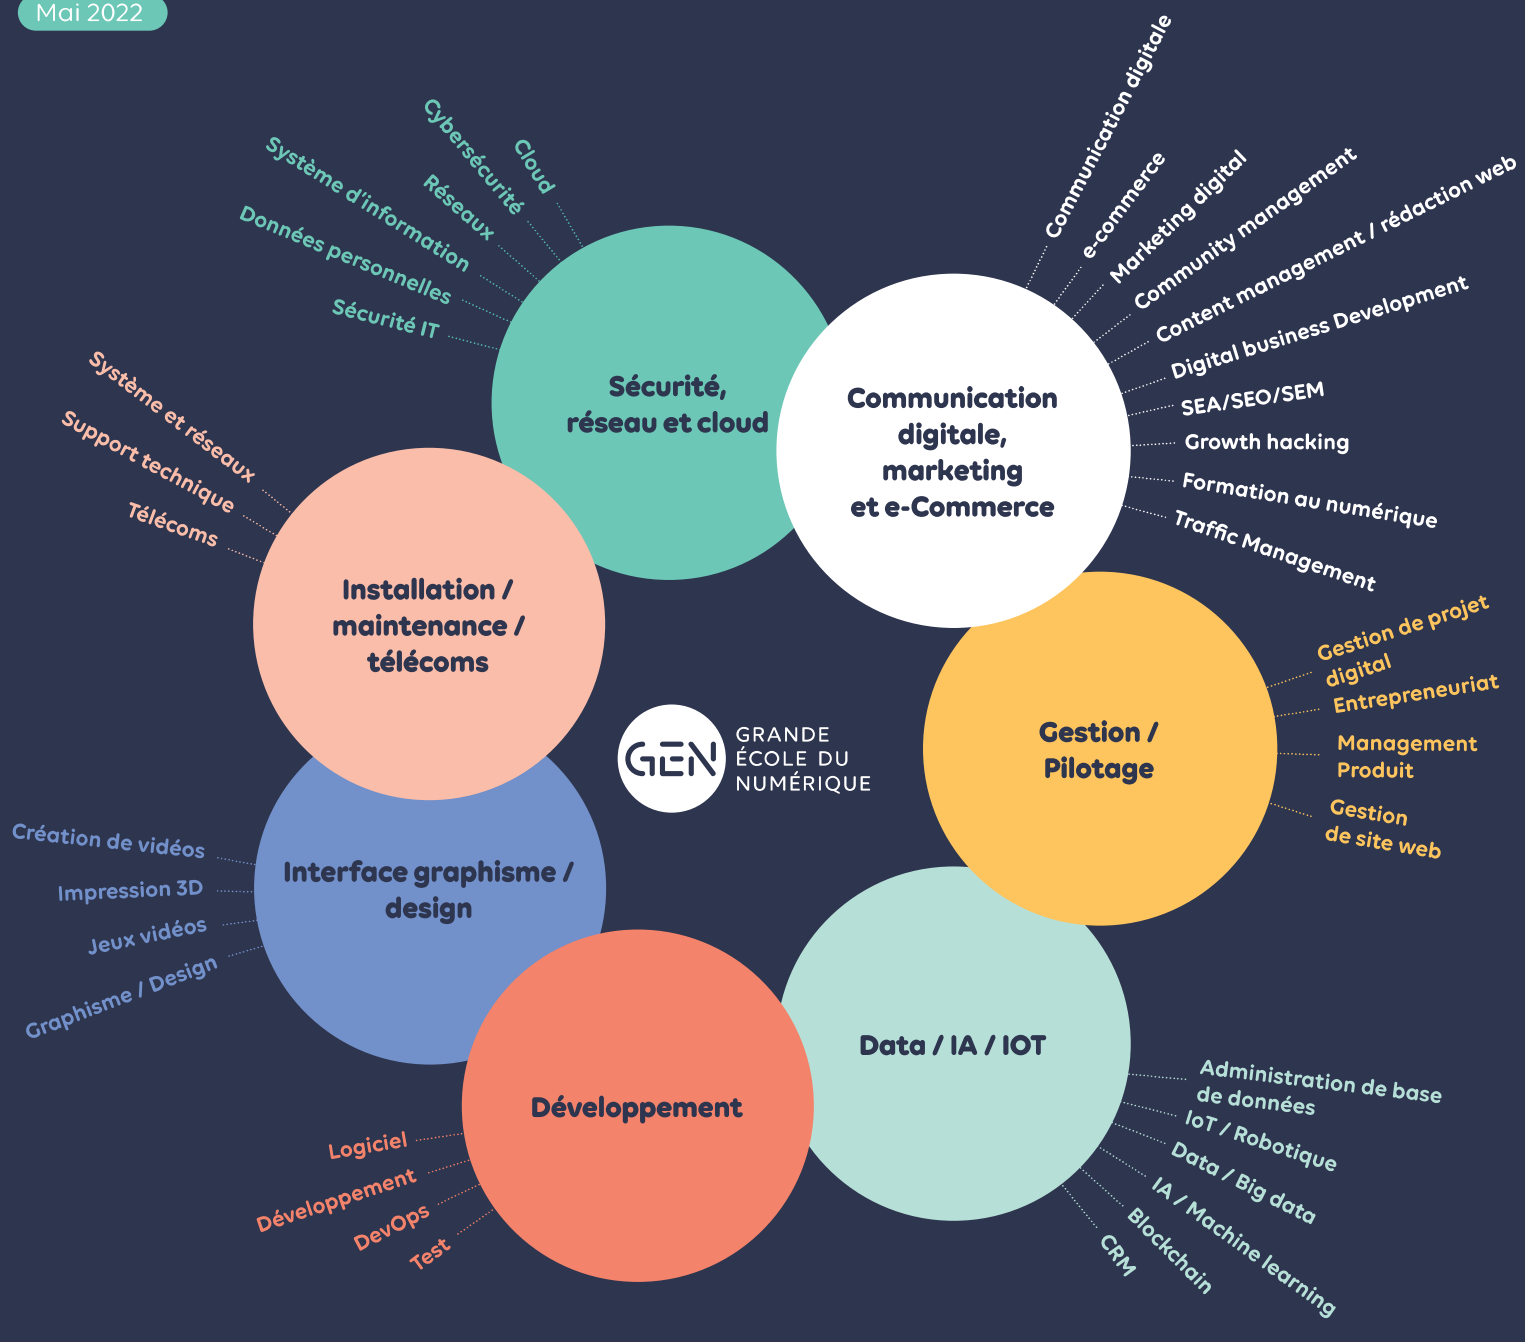 Mai 2022
Cloud
Cybersécurité
Réseaux
Système d'information
Données personnelles
Sécurité IT
Sécurité,
réseau et cloud
Communication digitale
e-commerce
Marketing digital
Community management
Content management / rédaction web
Digital business Development
SEA/SEO/SEM
Growth hacking
Formation au numérique
Traffic Management
Communication
digitale,
marketing
et e-Commerce
Système et réseaux
Support technique
Télécoms
Installation /
maintenance /
télécoms
GEN
GRANDE
ÉCOLE DU
NUMÉRIQUE
Gestion /
Pilotage
Gestion de projet
digital
Entrepreneuriat
Management
Produit
Gestion
de site web
Création de vidéos
Impression 3D
Jeux vidéos
Graphisme / Design
Interface graphisme /
design
Data / IA / IOT
Administration de base
de données
IoT / Robotique
Data / Big data
IA / Machine learning
Blockchain
CRM
Développement
Logiciel
Développement
DevOps
Test